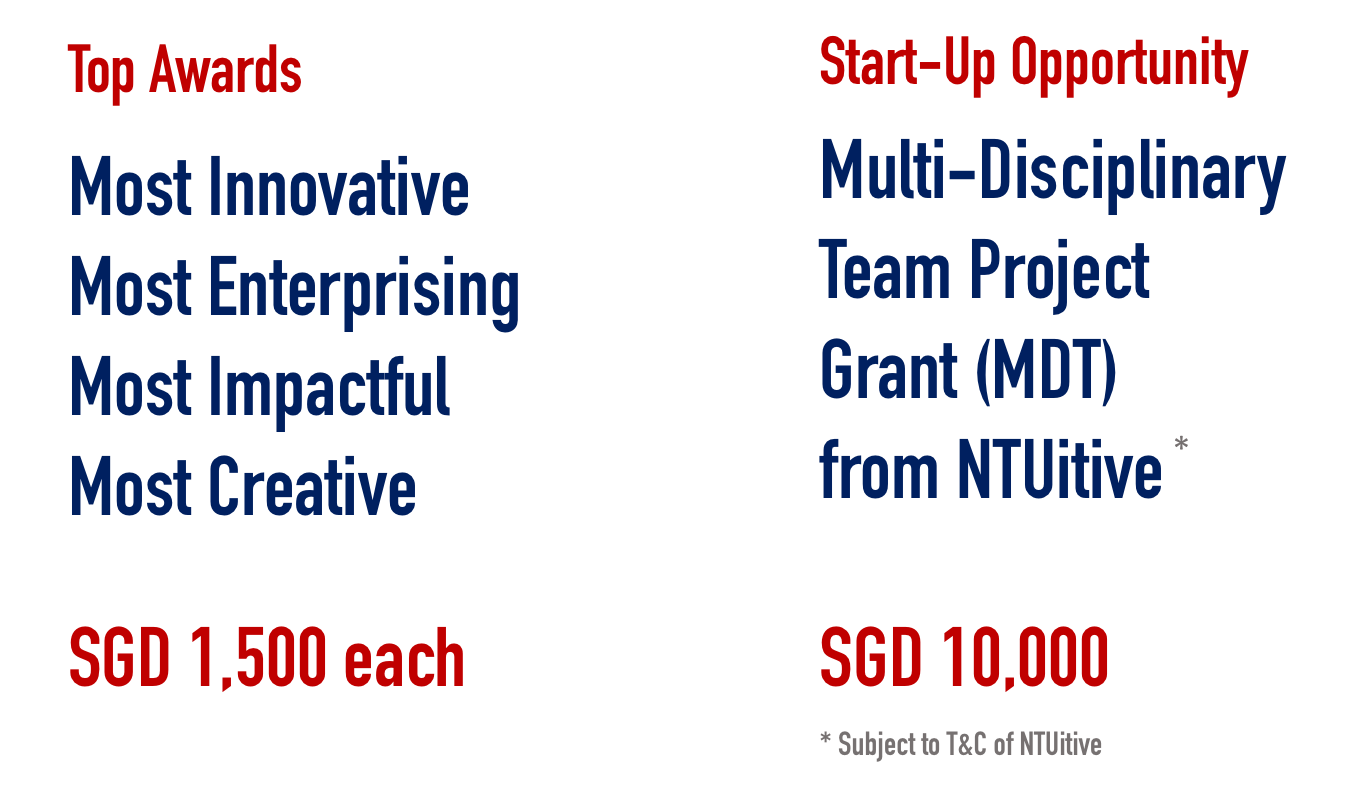 Top Awards
Most Innovative
Most Enterprising
Most Impactful
Most Creative
SGD 1,500 each
Start-Up Opportunity
Multi-Disciplinary
Team Project
Grant (MDT)
from NTUitive *
SGD 10,000
* Subject to T&C of NTUitive